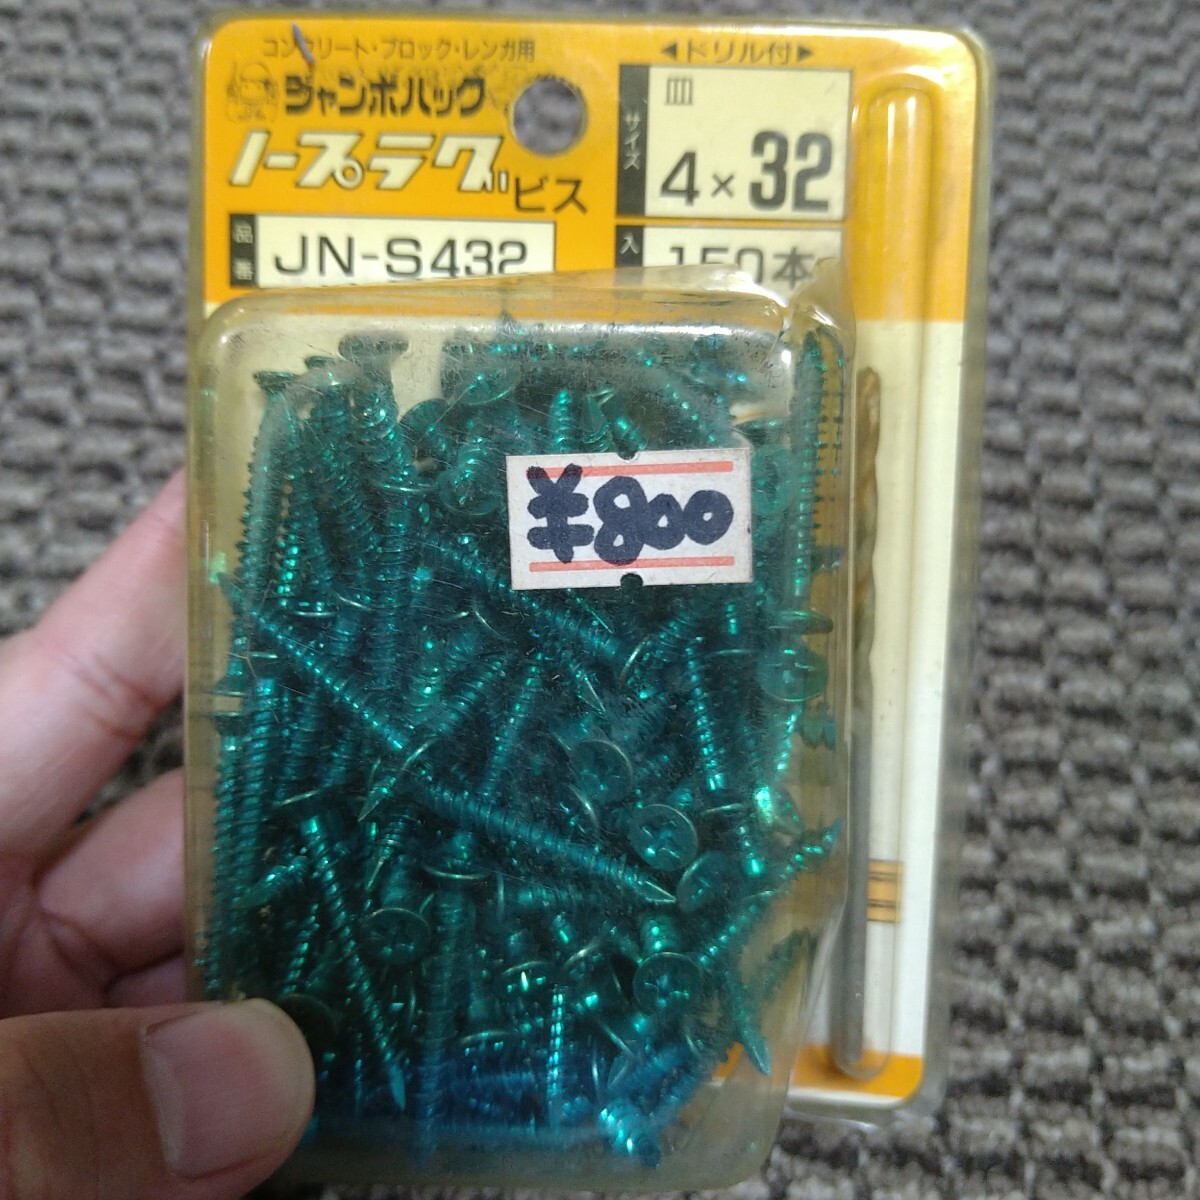 コンクリート・ブロック・レンガ用
ジャンボパック
ノープラグビス
品番 JN-S432
◀ドリル付▶
サイズ 皿 4×32
入 150本
¥800